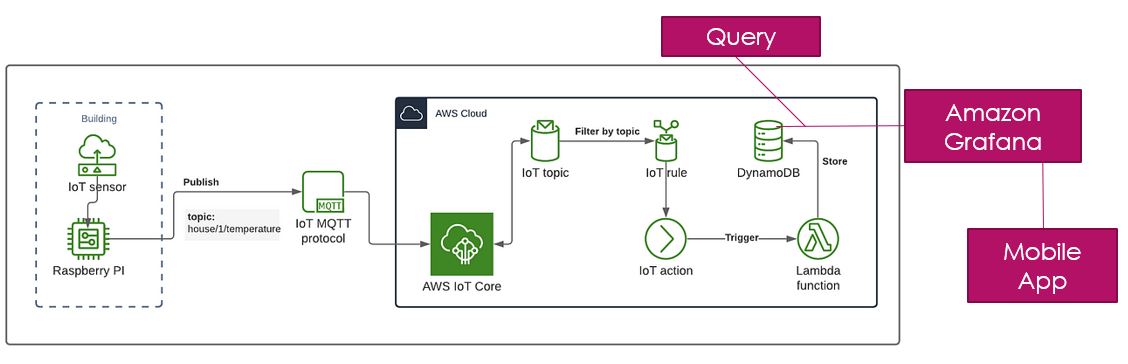 Query
Amazon
Grafana
Mobile
App
Building
IoT sensor
Raspberry PI
Publish
topic:
house/1/temperature
MQTT
IoT MQTT
protocol
AWS Cloud
AWS IoT Core
IoT topic
Filter by topic
IoT rule
IoT action
Trigger
Lambda
function
Store
DynamoDB